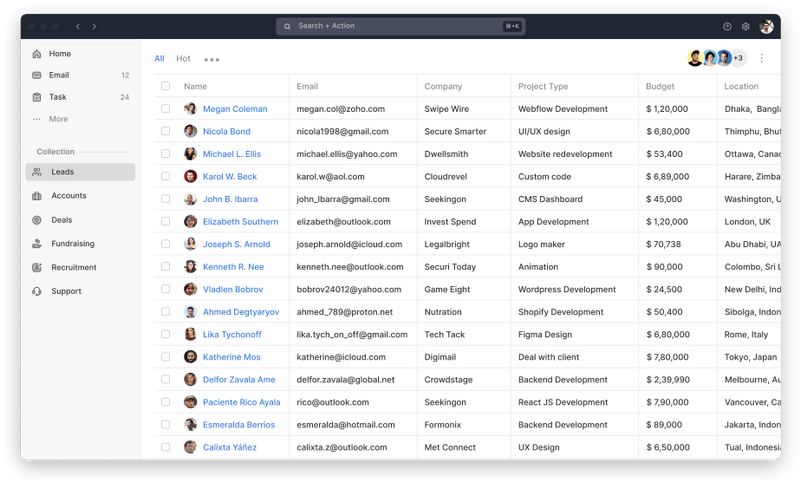 Search + Action ⌘+K
Home
Email 12
Task 24
More
Collection
Leads
Accounts
Deals
Fundraising
Recruitment
Support
All Hot +3
Name Email Company Project Type Budget Location
Megan Coleman megan.col@zoho.com Swipe Wire Webflow Development $ 1,20,000 Dhaka, Bangla
Nicola Bond nicola1998@gmail.com Secure Smarter UI/UX design $ 6,80,000 Thimphu, Bhut
Michael L. Ellis michael.ellis@yahoo.com Dwellsmith Website redevelopment $ 53,400 Ottawa, Canad
Karol W. Beck karol.w@aol.com Cloudrevel Custom code $ 6,89,000 Harare, Zimba
John B. Ibarra john_Ibarra@gmail.com Seekingon CMS Dashboard $ 45,000 Washington, U
Elizabeth Southern elizabeth@outlook.com Invest Spend App Development $ 1,20,000 London, UK
Joseph S. Arnold joseph.arnold@icloud.com Legalbright Logo maker $ 70,738 Abu Dhabi, UA
Kenneth R. Nee kenneth.nee@outlook.com Securi Today Animation $ 90,000 Colombo, Sri L
Vladlen Bobrov bobrov24012@yahoo.com Game Eight Wordpress Development $ 24,500 New Delhi, Ind
Ahmed Degtyaryov ahmed_789@proton.net Nutration Shopify Development $ 50,400 Sibolga, Indon
Lika Tychonoff lika.tych_on_off@gmail.com Tech Tack Figma Design $ 6,80,000 Rome, Italy
Katherine Mos katherine@icloud.com Digimail Deal with client $ 7,80,000 Tokyo, Japan
Delfor Zavala Ame delfor.zavala@global.net Crowdstage Backend Development $ 2,39,990 Melbourne, Au
Paciente Rico Ayala rico@outlook.com Seekingon React JS Development $ 7,90,000 Vancouver, Ca
Esmeralda Berrios esmeralda@hotmail.com Formonix Backend Development $ 89,000 Jakarta, Indon
Calixta Yáñez calixta.z@outlook.com Met Connect UX Design $ 6,50,000 Tual, Indonesia